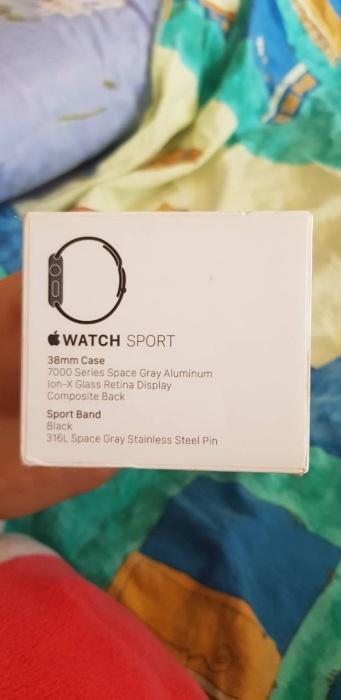 WATCH SPORT
38mm Case
7000 Series Space Gray Aluminum
Ion-X Glass Retina Display
Composite Back
Sport Band
Black
316L Space Gray Stainless Steel Pin